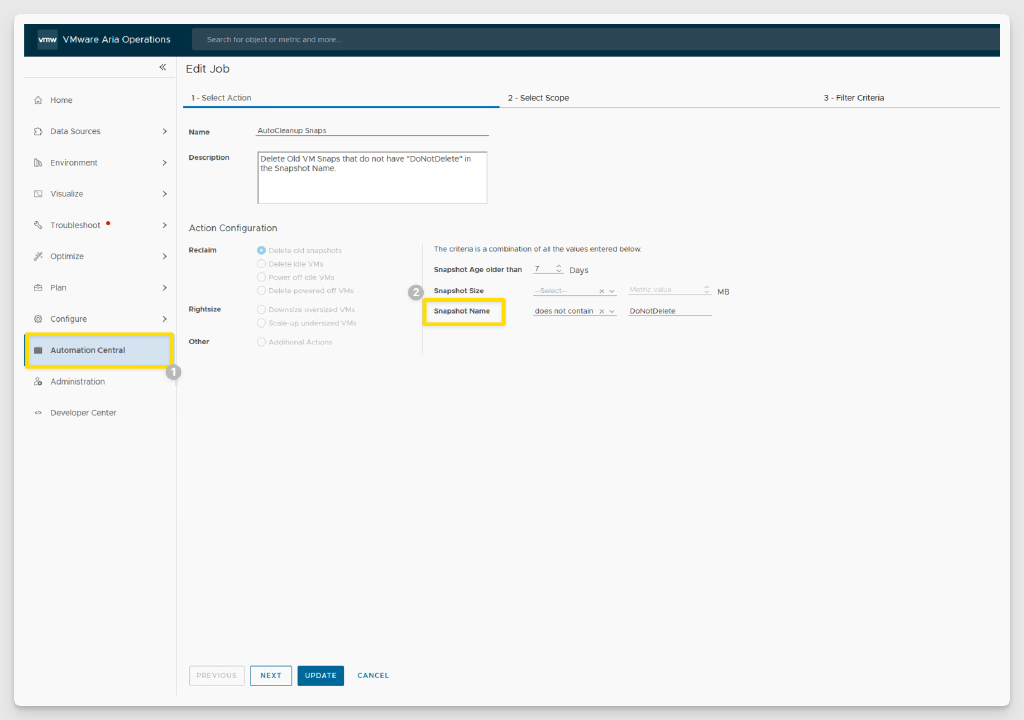 vmw VMware Aria Operations
Search for object or metric and more...
Home
Data Sources
Environment
Visualize
Troubleshoot
Optimize
Plan
Configure
Automation Central
1
Administration
Developer Center
Edit Job
1 - Select Action
2 - Select Scope
3 - Filter Criteria
Name
AutoCleanup Snaps
Description
Delete Old VM Snaps that do not have "DoNotDelete" in
the Snapshot Name.
Action Configuration
Reclaim
Delete old snapshots
Delete idle VMs
Power off idle VMs
Delete powered off VMs
Rightsize
Downsize oversized VMs
Scale-up undersized VMs
Other
Additional Actions
The criteria is a combination of all the values entered below.
Snapshot Age older than 7 Days
Snapshot Size --Select-- Metric value MB
2
Snapshot Name does not contain DoNotDelete
PREVIOUS NEXT UPDATE CANCEL